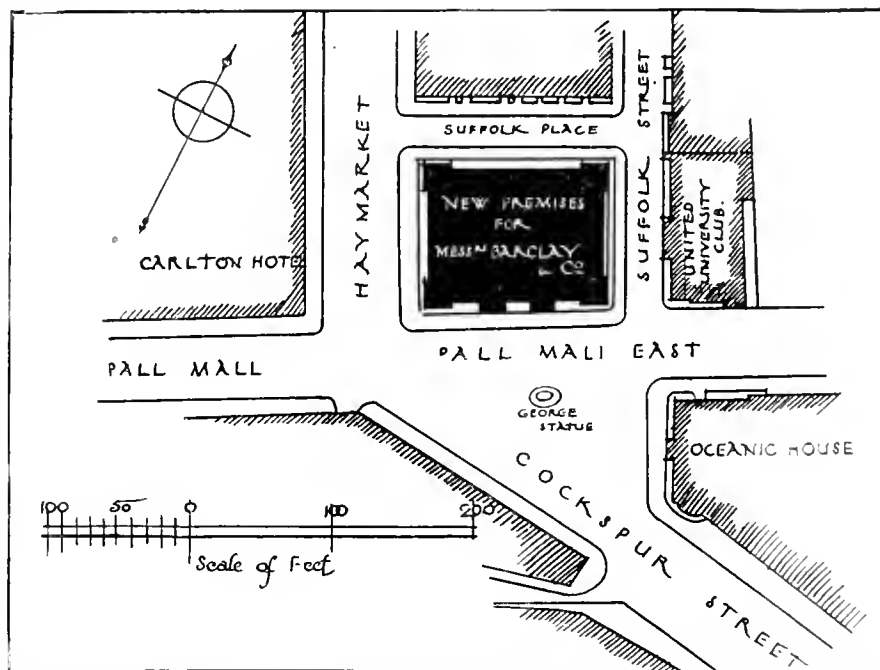 SUFFOLK PLACE
HAYMARKET
SUFFOLK STREET
NEW PREMISES
FOR
MESSRS BARCLAY
& CO
UNITED
UNIVERSITY
CLUB.
CARLTON HOTEL
PALL MALL
PALL MALL EAST
GEORGE
STATUE
OCEANIC HOUSE
COCKSPUR STREET
100 50 0 100 200
Scale of Feet